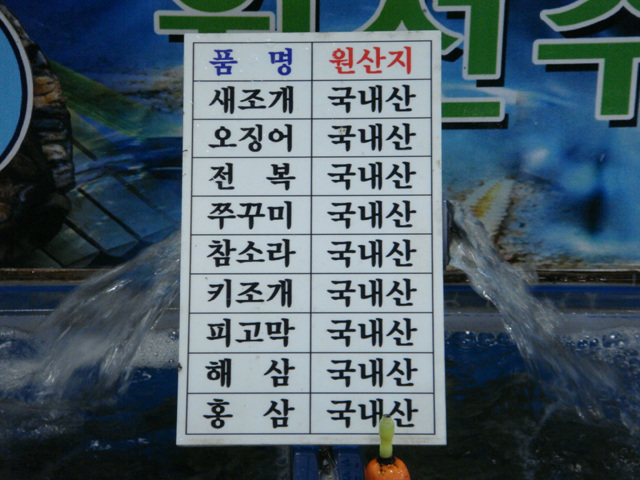 품 명 원산지
새조개 국내산
오징어 국내산
전 복 국내산
쭈꾸미 국내산
참소라 국내산
키조개 국내산
피고막 국내산
해 삼 국내산
홍 삼 국내산